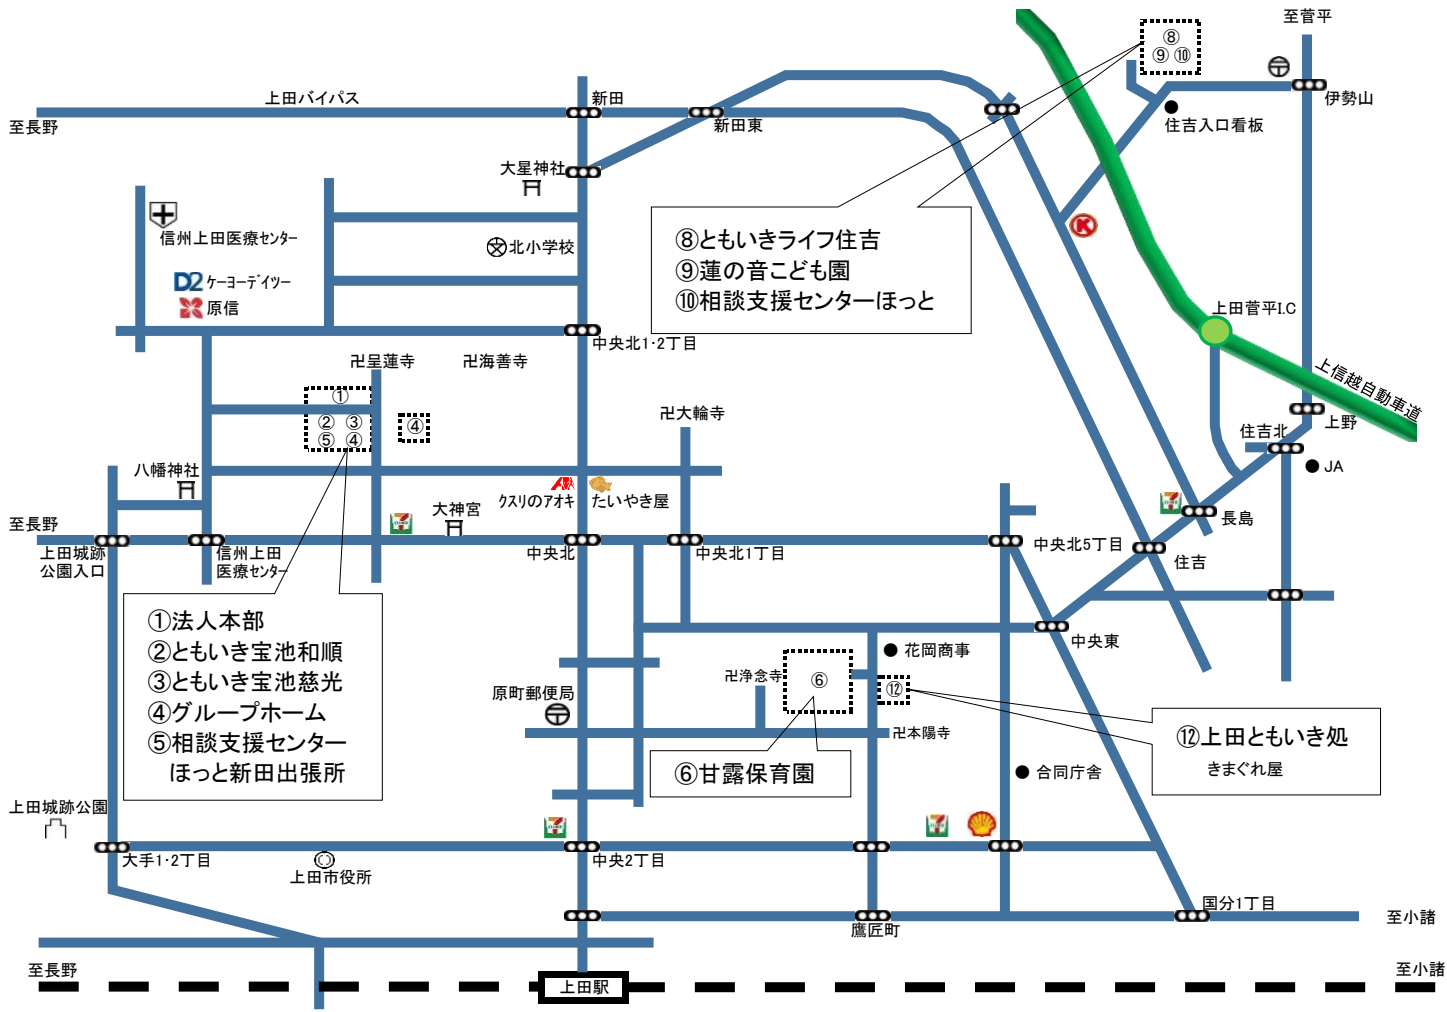 至菅平
⑧
⑨ ⑩
伊勢山
住吉入口看板
上田バイパス
新田
至長野
新田東
大星神社
信州上田医療センター
北小学校
D2 ケーヨーデイツー
原信
⑧ともいきライフ住吉
⑨蓮の音こども園
⑩相談支援センターほっと
K
上田菅平I.C
上信越自動車道
中央北1・2丁目
卍呈蓮寺
卍海善寺
①
② ③
⑤ ④
④
卍大輪寺
上野
住吉北
JA
八幡神社
クスリのアオキ
たいやき屋
大神宮
至長野
上田城跡
公園入口
信州上田
医療センター
中央北
中央北1丁目
中央北5丁目
長島
住吉
中央東
①法人本部
②ともいき宝池和順
③ともいき宝池慈光
④グループホーム
⑤相談支援センター
ほっと新田出張所
花岡商事
卍浄念寺
⑥
⑫
原町郵便局
卍本陽寺
⑥甘露保育園
⑫上田ともいき処
きまぐれ屋
合同庁舎
上田城跡公園
大手1・2丁目
上田市役所
中央2丁目
鷹匠町
国分1丁目
至小諸
至長野
上田駅
至小諸